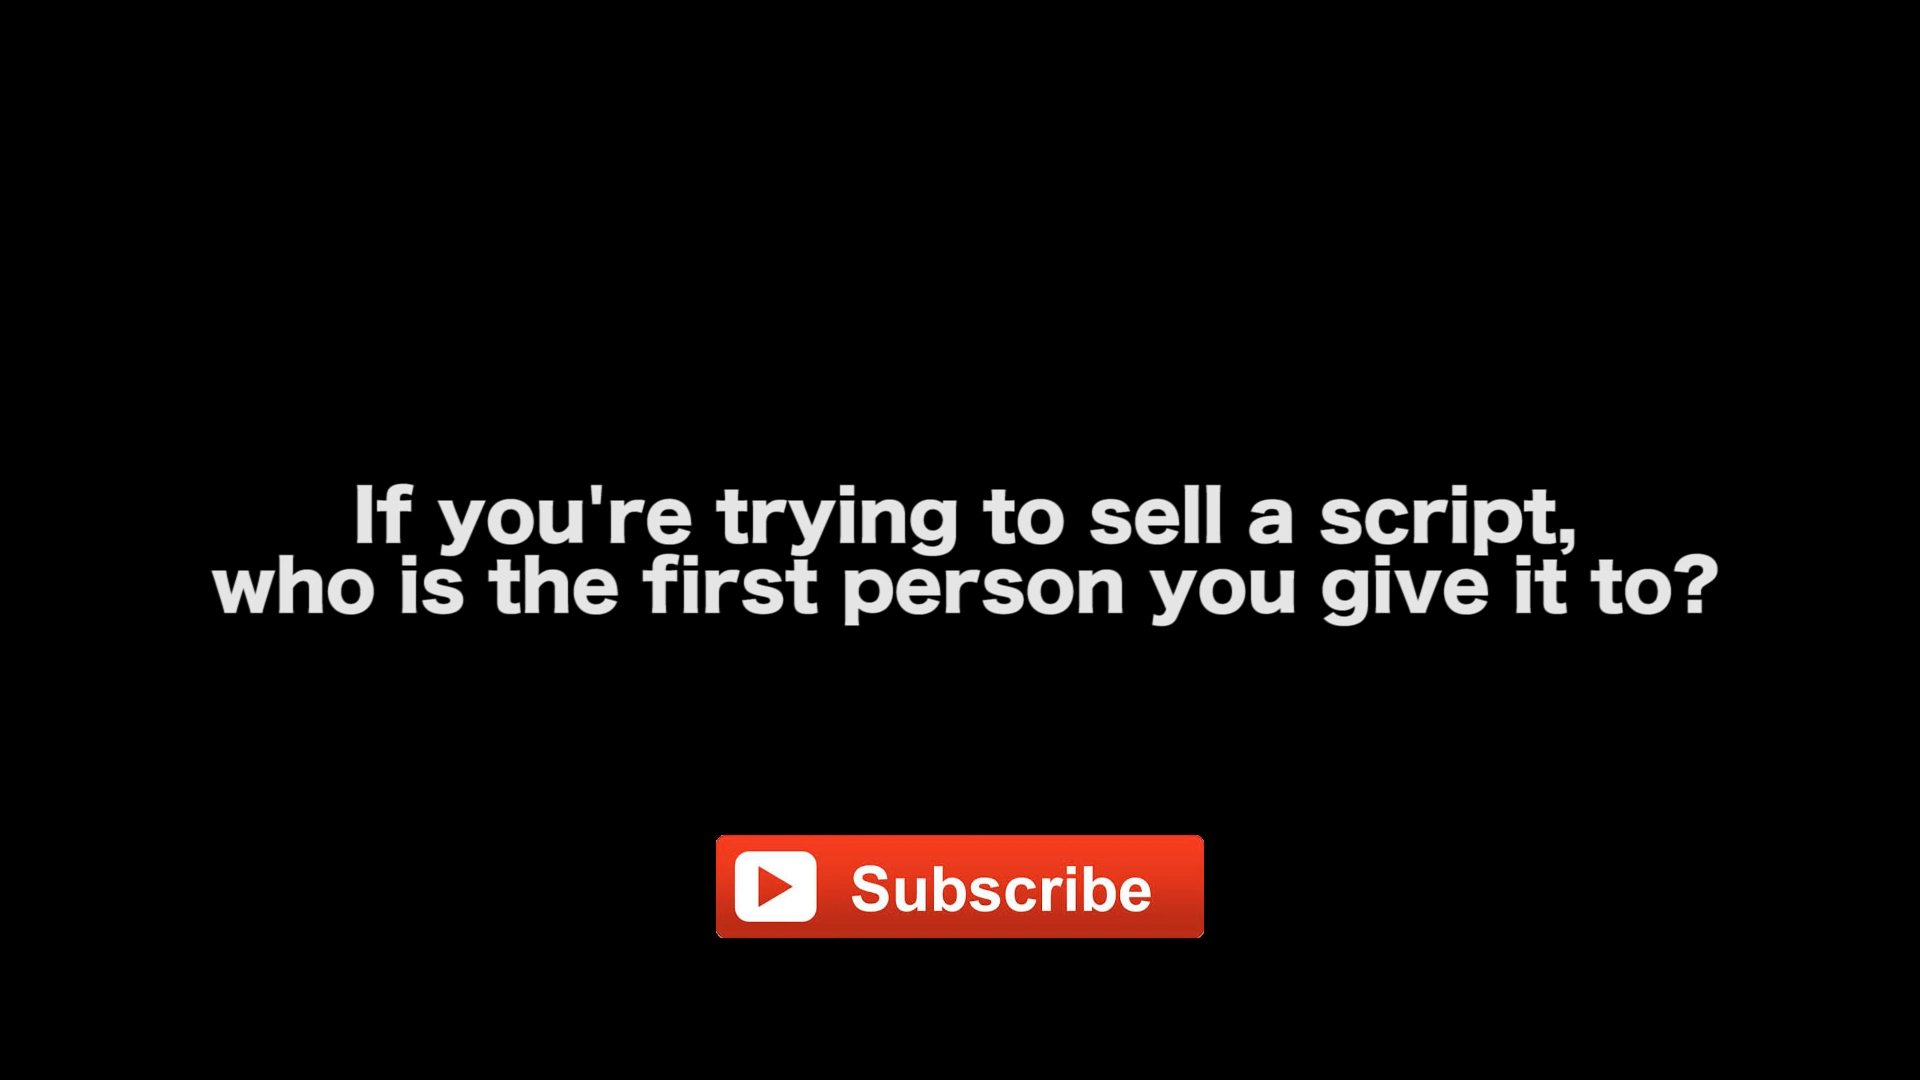 If you're trying to sell a script,
who is the first person you give it to?
Subscribe